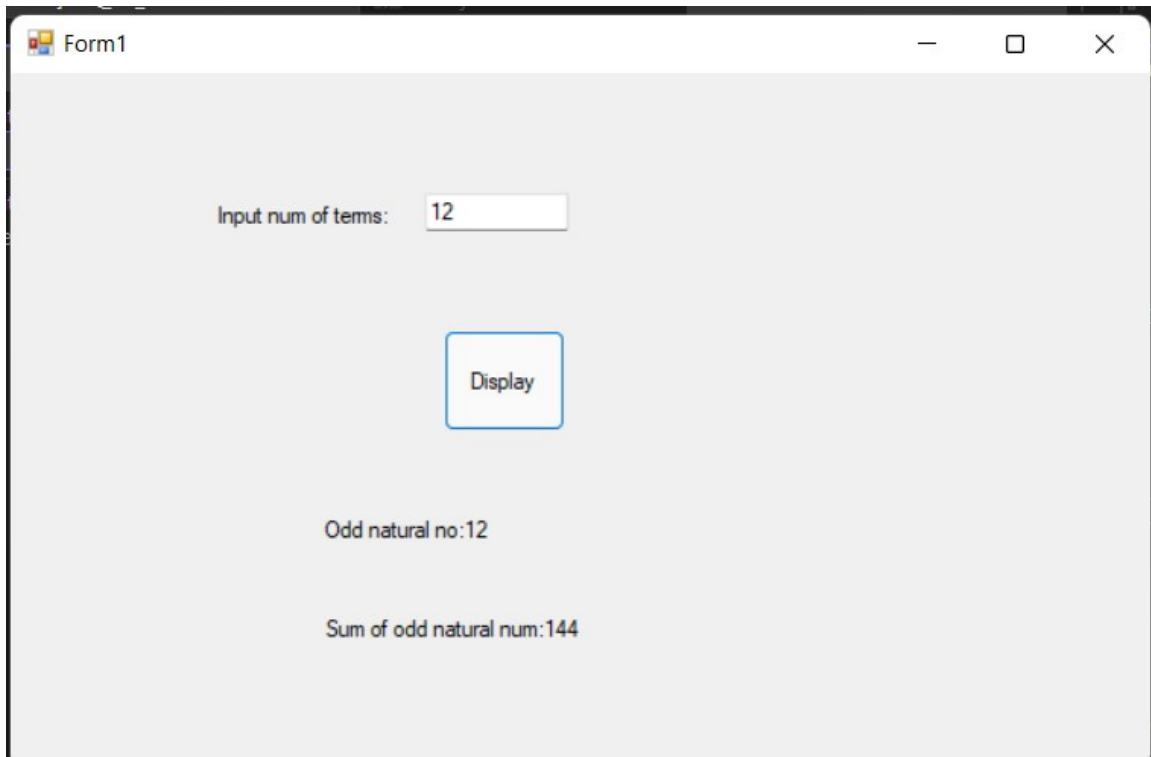 Form1
Input num of terms: 12
Display
Odd natural no:12
Sum of odd natural num:144